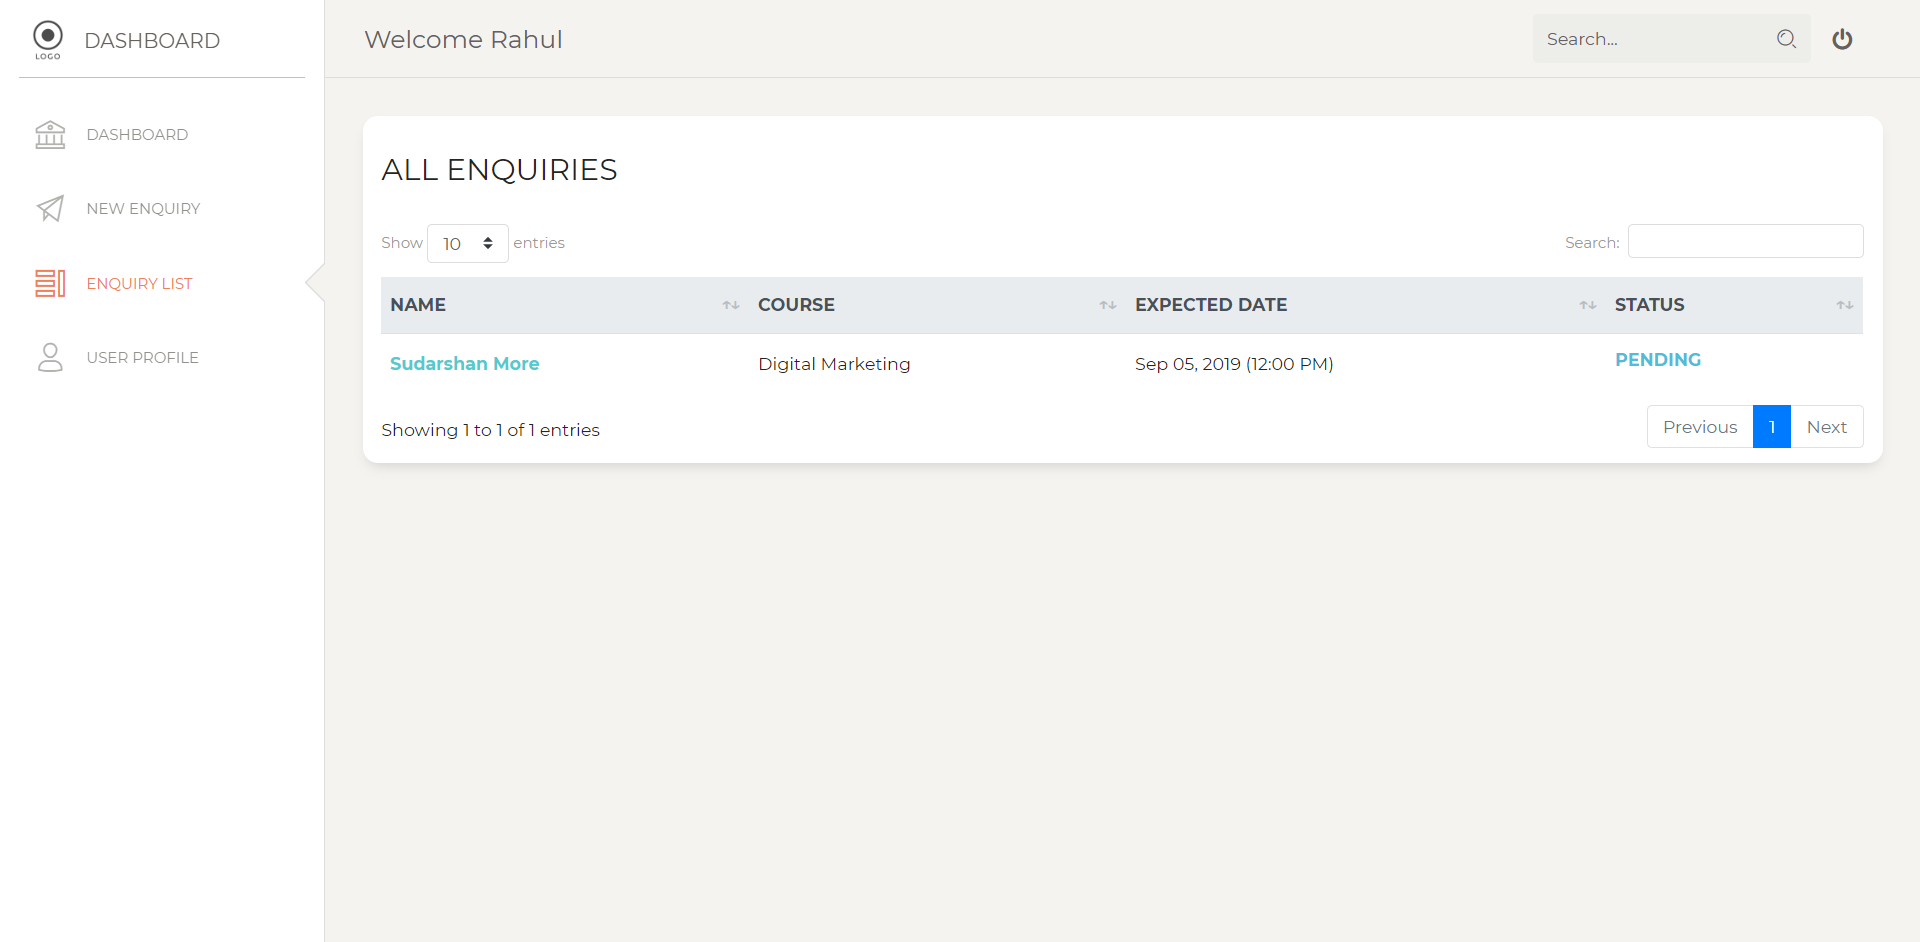 LOGO
DASHBOARD
Welcome Rahul
Search...
DASHBOARD
NEW ENQUIRY
ENQUIRY LIST
USER PROFILE
ALL ENQUIRIES
Show 10 entries
Search:
NAME COURSE EXPECTED DATE STATUS
Sudarshan More Digital Marketing Sep 05, 2019 (12:00 PM) PENDING
Showing 1 to 1 of 1 entries
Previous 1 Next